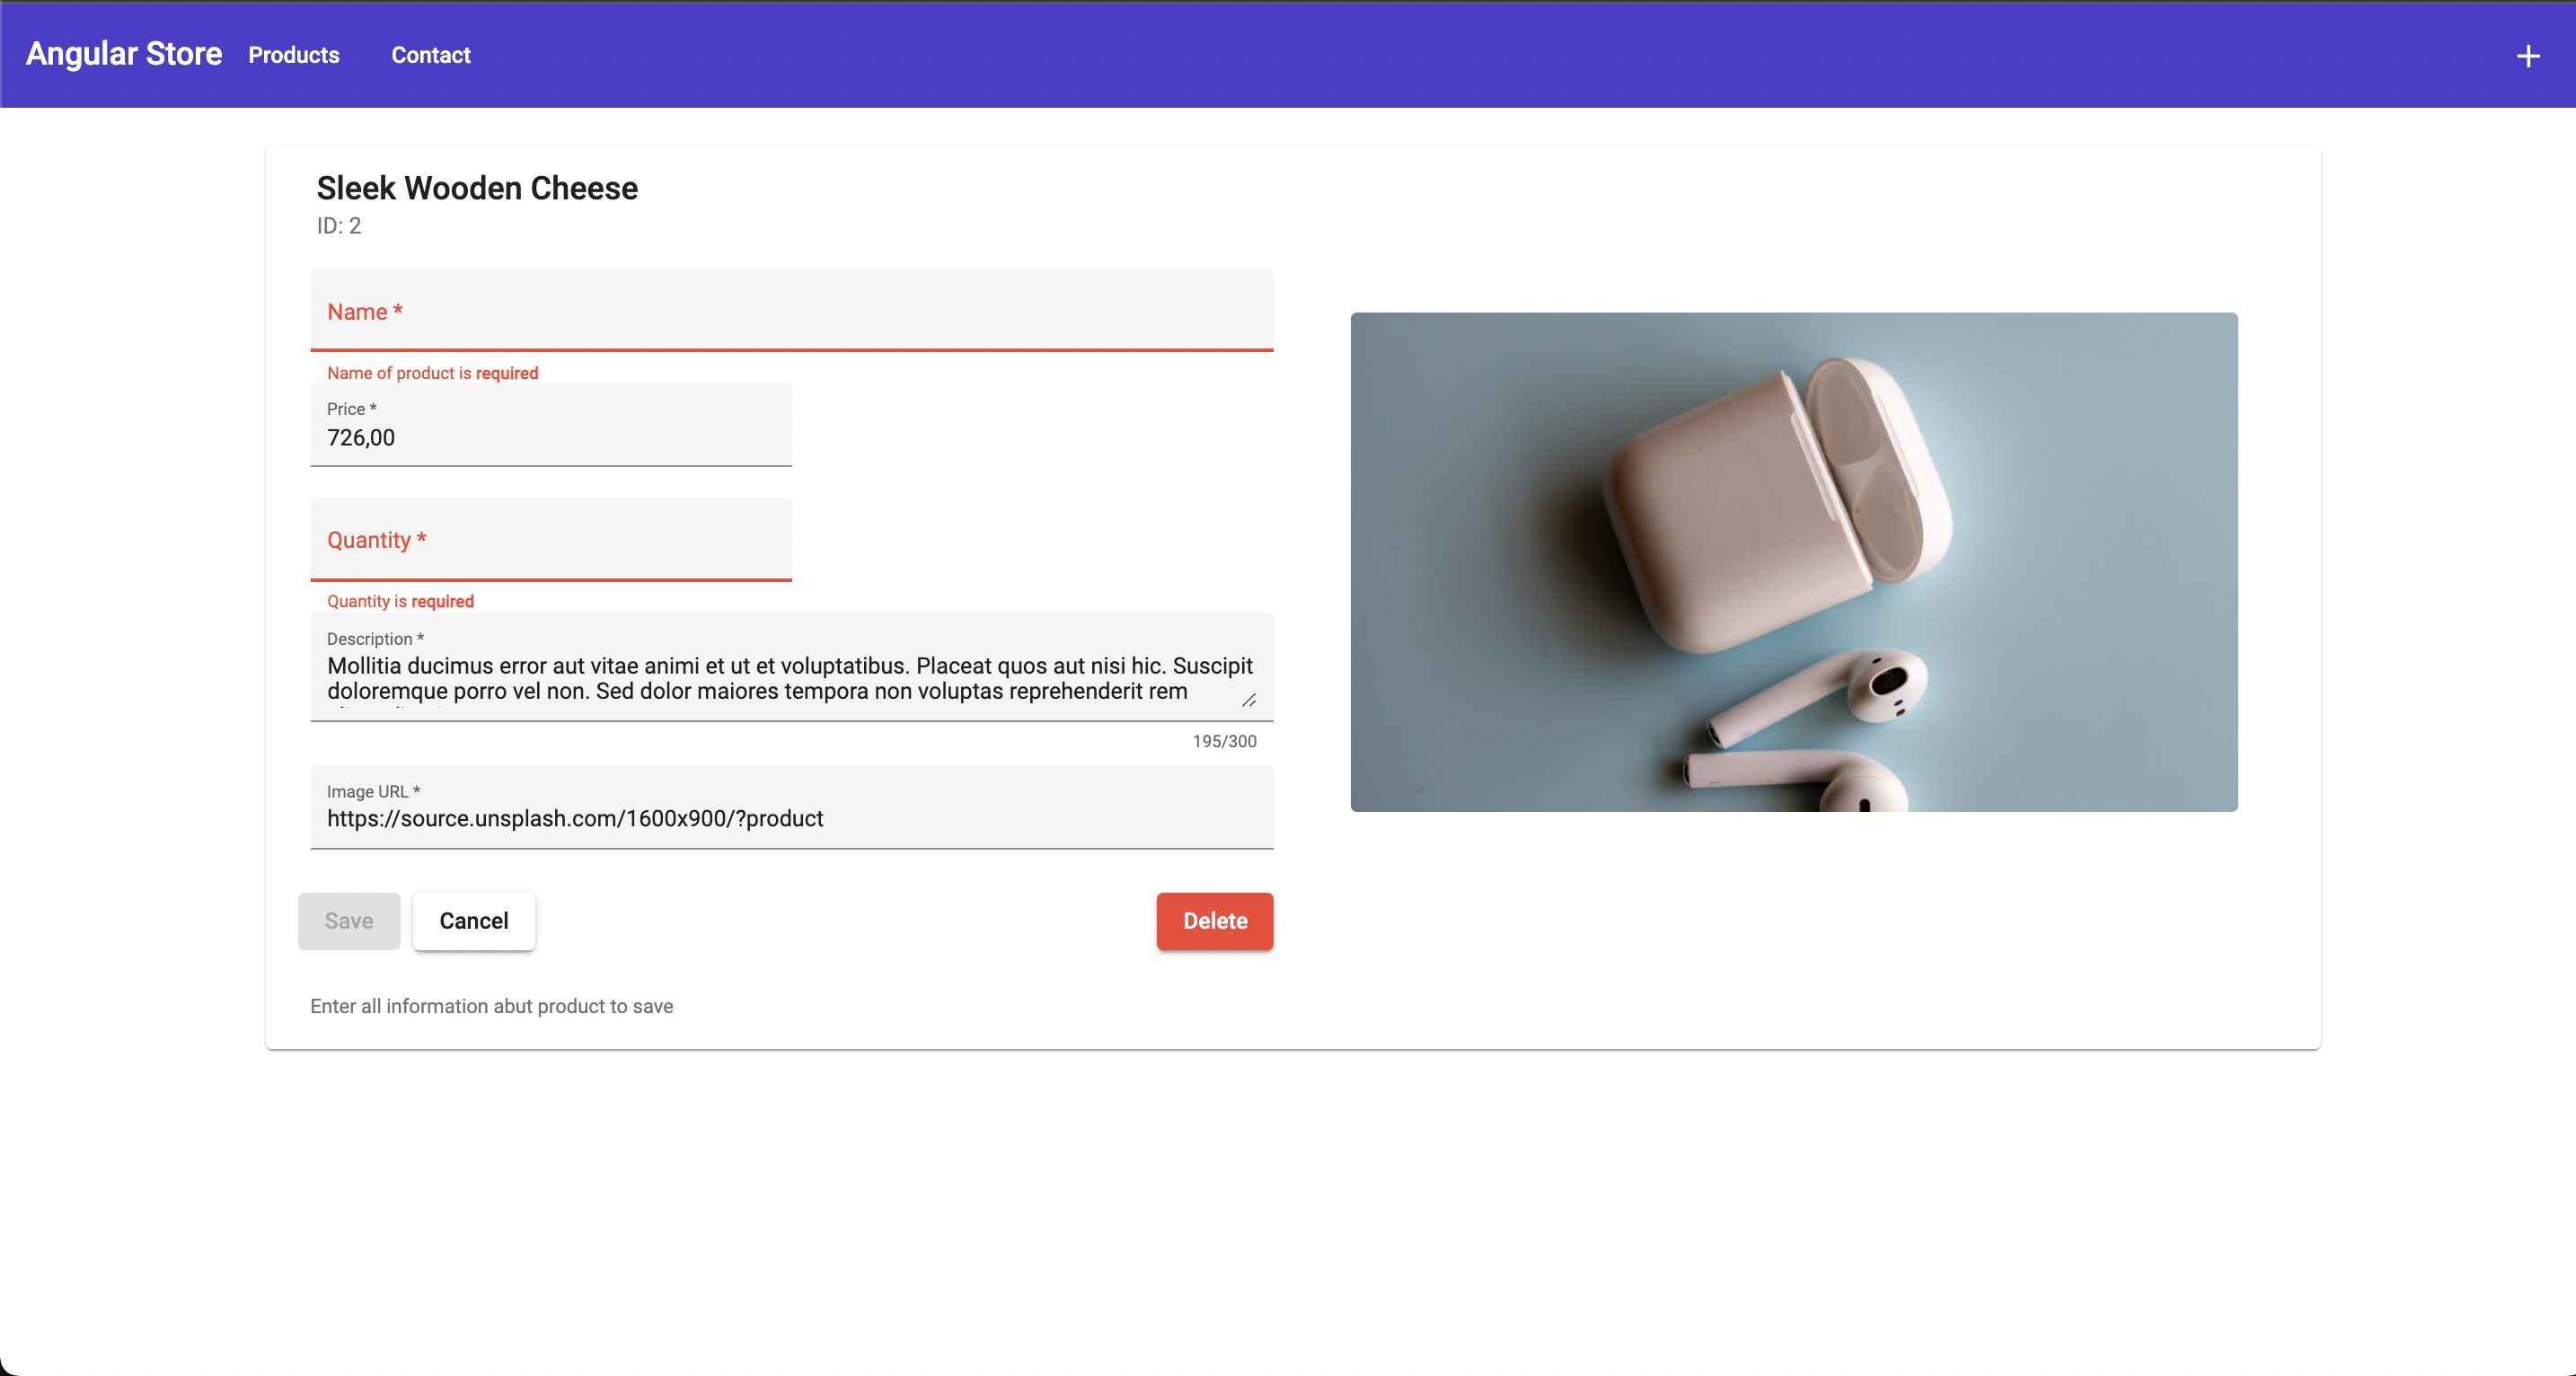 Angular Store Products Contact
Sleek Wooden Cheese
ID: 2
Name *
Name of product is required
Price *
726,00
Quantity *
Quantity is required
Description *
Mollitia ducimus error aut vitae animi et ut et voluptatibus. Placeat quos aut nisi hic. Suscipit
doloremque porro vel non. Sed dolor maiores tempora non voluptas reprehenderit rem
195/300
Image URL *
https://source.unsplash.com/1600x900/?product
Save Cancel Delete
Enter all information abut product to save